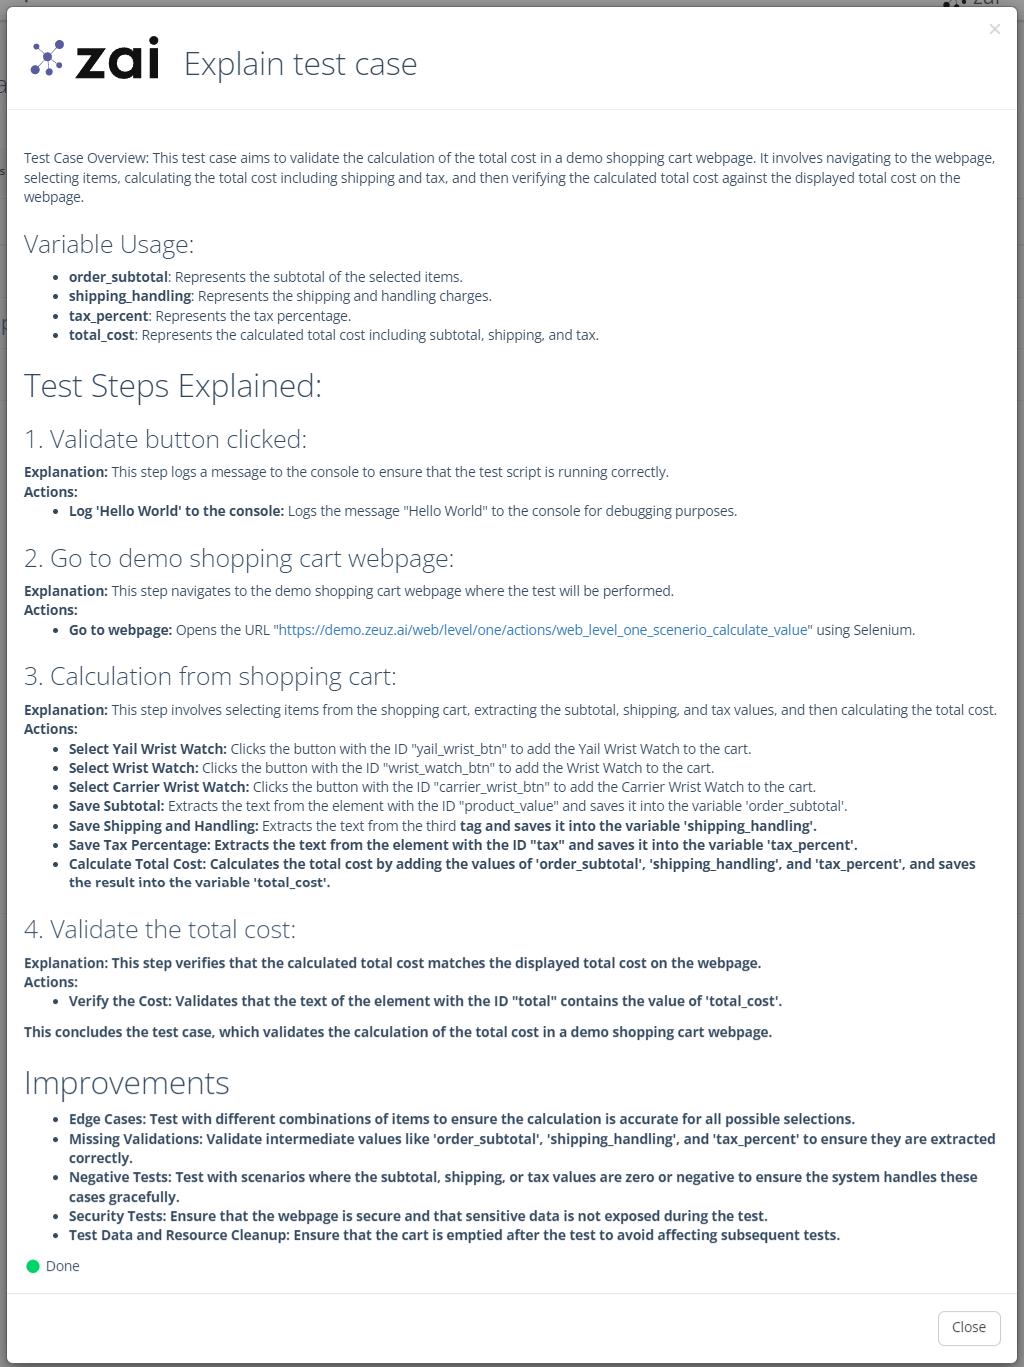 zai
×
zai Explain test case
Test Case Overview: This test case aims to validate the calculation of the total cost in a demo shopping cart webpage. It involves navigating to the webpage,
selecting items, calculating the total cost including shipping and tax, and then verifying the calculated total cost against the displayed total cost on the
webpage.
Variable Usage:
• order_subtotal: Represents the subtotal of the selected items.
• shipping_handling: Represents the shipping and handling charges.
• tax_percent: Represents the tax percentage.
• total_cost: Represents the calculated total cost including subtotal, shipping, and tax.
Test Steps Explained:
1. Validate button clicked:
Explanation: This step logs a message to the console to ensure that the test script is running correctly.
Actions:
• Log 'Hello World' to the console: Logs the message "Hello World" to the console for debugging purposes.
2. Go to demo shopping cart webpage:
Explanation: This step navigates to the demo shopping cart webpage where the test will be performed.
Actions:
• Go to webpage: Opens the URL "https://demo.zeuz.ai/web/level/one/actions/web_level_one_scenerio_calculate_value" using Selenium.
3. Calculation from shopping cart:
Explanation: This step involves selecting items from the shopping cart, extracting the subtotal, shipping, and tax values, and then calculating the total cost.
Actions:
• Select Yail Wrist Watch: Clicks the button with the ID "yail_wrist_btn" to add the Yail Wrist Watch to the cart.
• Select Wrist Watch: Clicks the button with the ID "wrist_watch_btn" to add the Wrist Watch to the cart.
• Select Carrier Wrist Watch: Clicks the button with the ID "carrier_wrist_btn" to add the Carrier Wrist Watch to the cart.
• Save Subtotal: Extracts the text from the element with the ID "product_value" and saves it into the variable 'order_subtotal'.
• Save Shipping and Handling: Extracts the text from the third tag and saves it into the variable 'shipping_handling'.
• Save Tax Percentage: Extracts the text from the element with the ID "tax" and saves it into the variable 'tax_percent'.
• Calculate Total Cost: Calculates the total cost by adding the values of 'order_subtotal', 'shipping_handling', and 'tax_percent', and saves
the result into the variable 'total_cost'.
4. Validate the total cost:
Explanation: This step verifies that the calculated total cost matches the displayed total cost on the webpage.
Actions:
• Verify the Cost: Validates that the text of the element with the ID "total" contains the value of 'total_cost'.
This concludes the test case, which validates the calculation of the total cost in a demo shopping cart webpage.
Improvements
• Edge Cases: Test with different combinations of items to ensure the calculation is accurate for all possible selections.
• Missing Validations: Validate intermediate values like 'order_subtotal', 'shipping_handling', and 'tax_percent' to ensure they are extracted
correctly.
• Negative Tests: Test with scenarios where the subtotal, shipping, or tax values are zero or negative to ensure the system handles these
cases gracefully.
• Security Tests: Ensure that the webpage is secure and that sensitive data is not exposed during the test.
• Test Data and Resource Cleanup: Ensure that the cart is emptied after the test to avoid affecting subsequent tests.
Done
Close